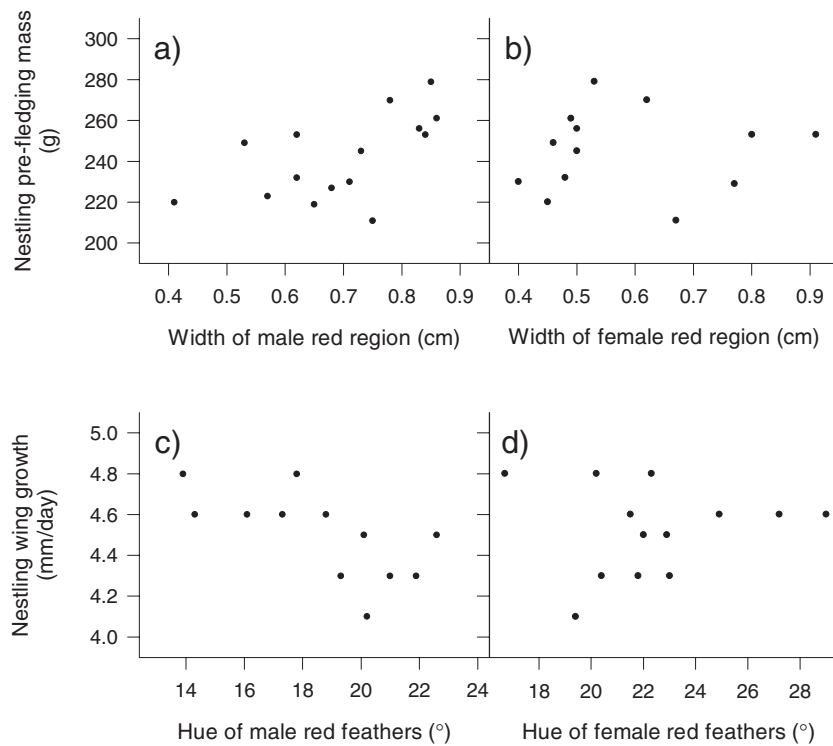 a)
b)
Nestling pre-fledging mass
(g)
300
280
260
240
220
200
0.4 0.5 0.6 0.7 0.8 0.9
0.4 0.5 0.6 0.7 0.8 0.9
Width of male red region (cm)
Width of female red region (cm)
c)
d)
Nestling wing growth
(mm/day)
5.0
4.8
4.6
4.4
4.2
4.0
14 16 18 20 22 24
18 20 22 24 26 28
Hue of male red feathers (°)
Hue of female red feathers (°)